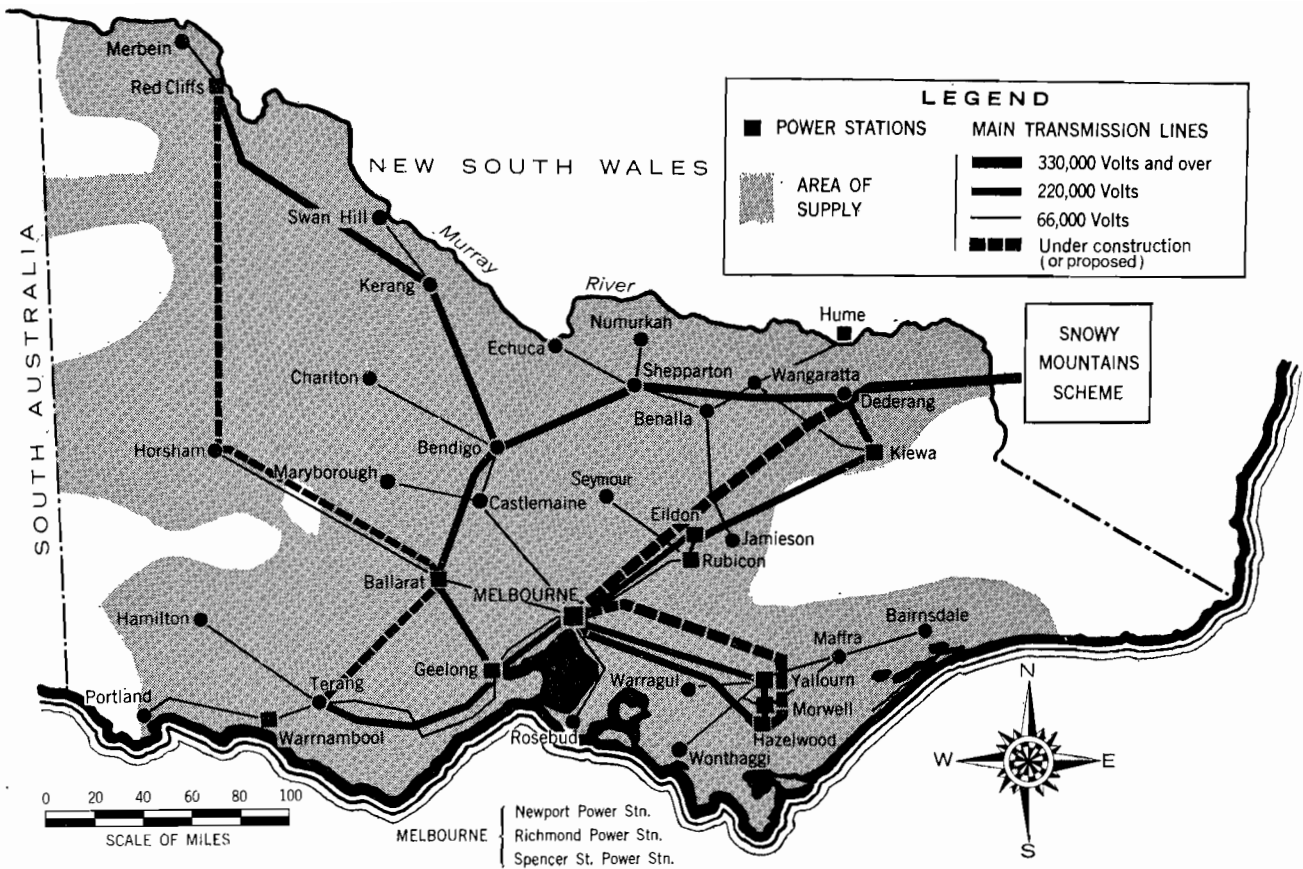 Merbein
Red Cliffs
LEGEND
POWER STATIONS
MAIN TRANSMISSION LINES
330,000 Volts and over
AREA OF
SUPPLY
220,000 Volts
66,000 Volts
Under construction
(or proposed)
NEW SOUTH WALES
SOUTH AUSTRALIA
Swan Hill
Murray
River
Kerang
Numurkah
Hume
Echuca
SNOWY
MOUNTAINS
SCHEME
Charlton
Shepparton
Wangaratta
Dederang
Benalla
Horsham
Bendigo
Kiewa
Maryborough
Castlemaine
Seymour
Eildon
Jamieson
Rubicon
Ballarat
MELBOURNE
Hamilton
Bairnsdale
Maffra
Geelong
Warragul
Yallourn
Portland
Terang
Morwell
Warrnambool
Rosebud
Hazelwood
Wonthaggi
N
W
E
S
0 20 40 60 80 100
SCALE OF MILES
MELBOURNE
Newport Power Stn.
Richmond Power Stn.
Spencer St. Power Stn.